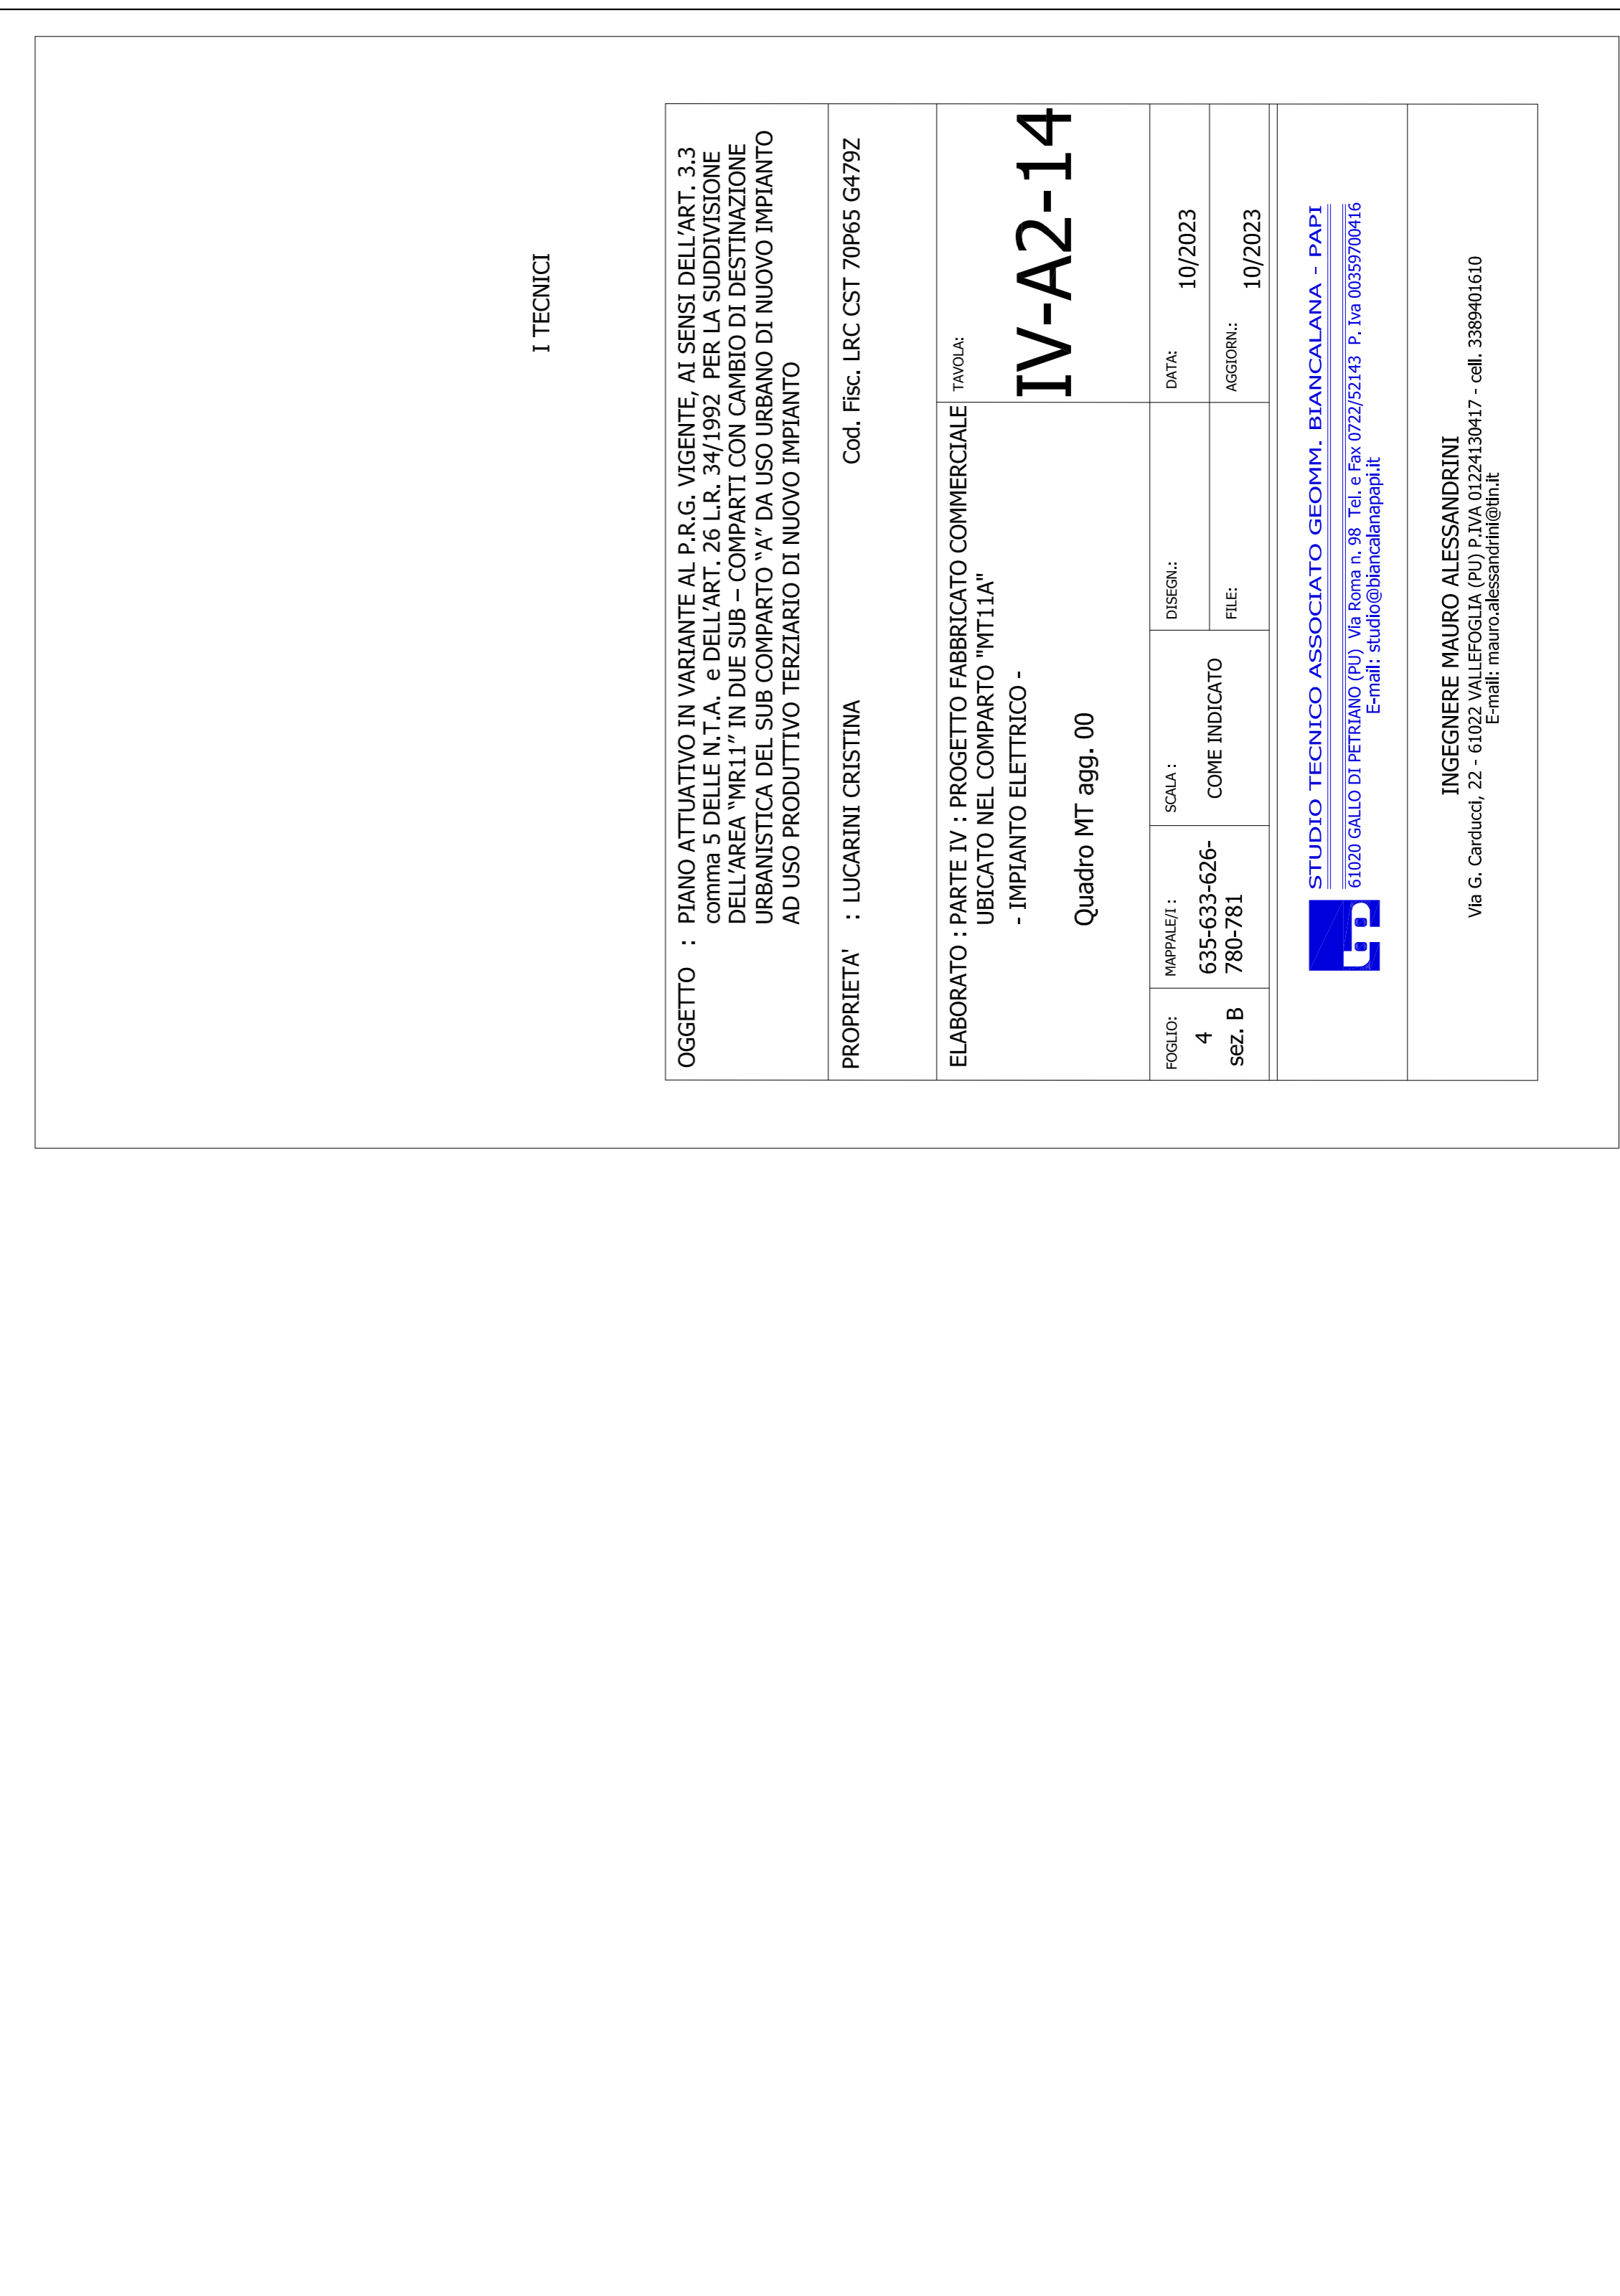 I TECNICI
OGGETTO : PIANO ATTUATIVO IN VARIANTE AL P.R.G. VIGENTE, AI SENSI DELL'ART. 3.3
comma 5 DELLE N.T.A. e DELL'ART. 26 L.R. 34/1992 PER LA SUDDIVISIONE
DELL'AREA “MR11” IN DUE SUB – COMPARTI CON CAMBIO DI DESTINAZIONE
URBANISTICA DEL SUB COMPARTO “A” DA USO URBANO DI NUOVO IMPIANTO
AD USO PRODUTTIVO TERZIARIO DI NUOVO IMPIANTO
PROPRIETA' : LUCARINI CRISTINA Cod. Fisc. LRC CST 70P65 G479Z
ELABORATO : PARTE IV : PROGETTO FABBRICATO COMMERCIALE
UBICATO NEL COMPARTO "MT11A"
- IMPIANTO ELETTRICO -
Quadro MT agg. 00
TAVOLA:
IV-A2-14
FOGLIO:
4
sez. B
MAPPALE/I :
635-633-626-
780-781
SCALA :
COME INDICATO
DISEGN.:
FILE:
DATA:
10/2023
AGGIORN.:
10/2023
STUDIO TECNICO ASSOCIATO GEOMM. BIANCALANA - PAPI
61020 GALLO DI PETRIANO (PU) Via Roma n. 98 Tel. e Fax 0722/52143 P. Iva 00359700416
E-mail: studio@biancalanapapi.it
INGEGNERE MAURO ALESSANDRINI
Via G. Carducci, 22 - 61022 VALLEFOGLIA (PU) P.IVA 01224130417 - cell. 3389401610
E-mail: mauro.alessandrini@tin.it